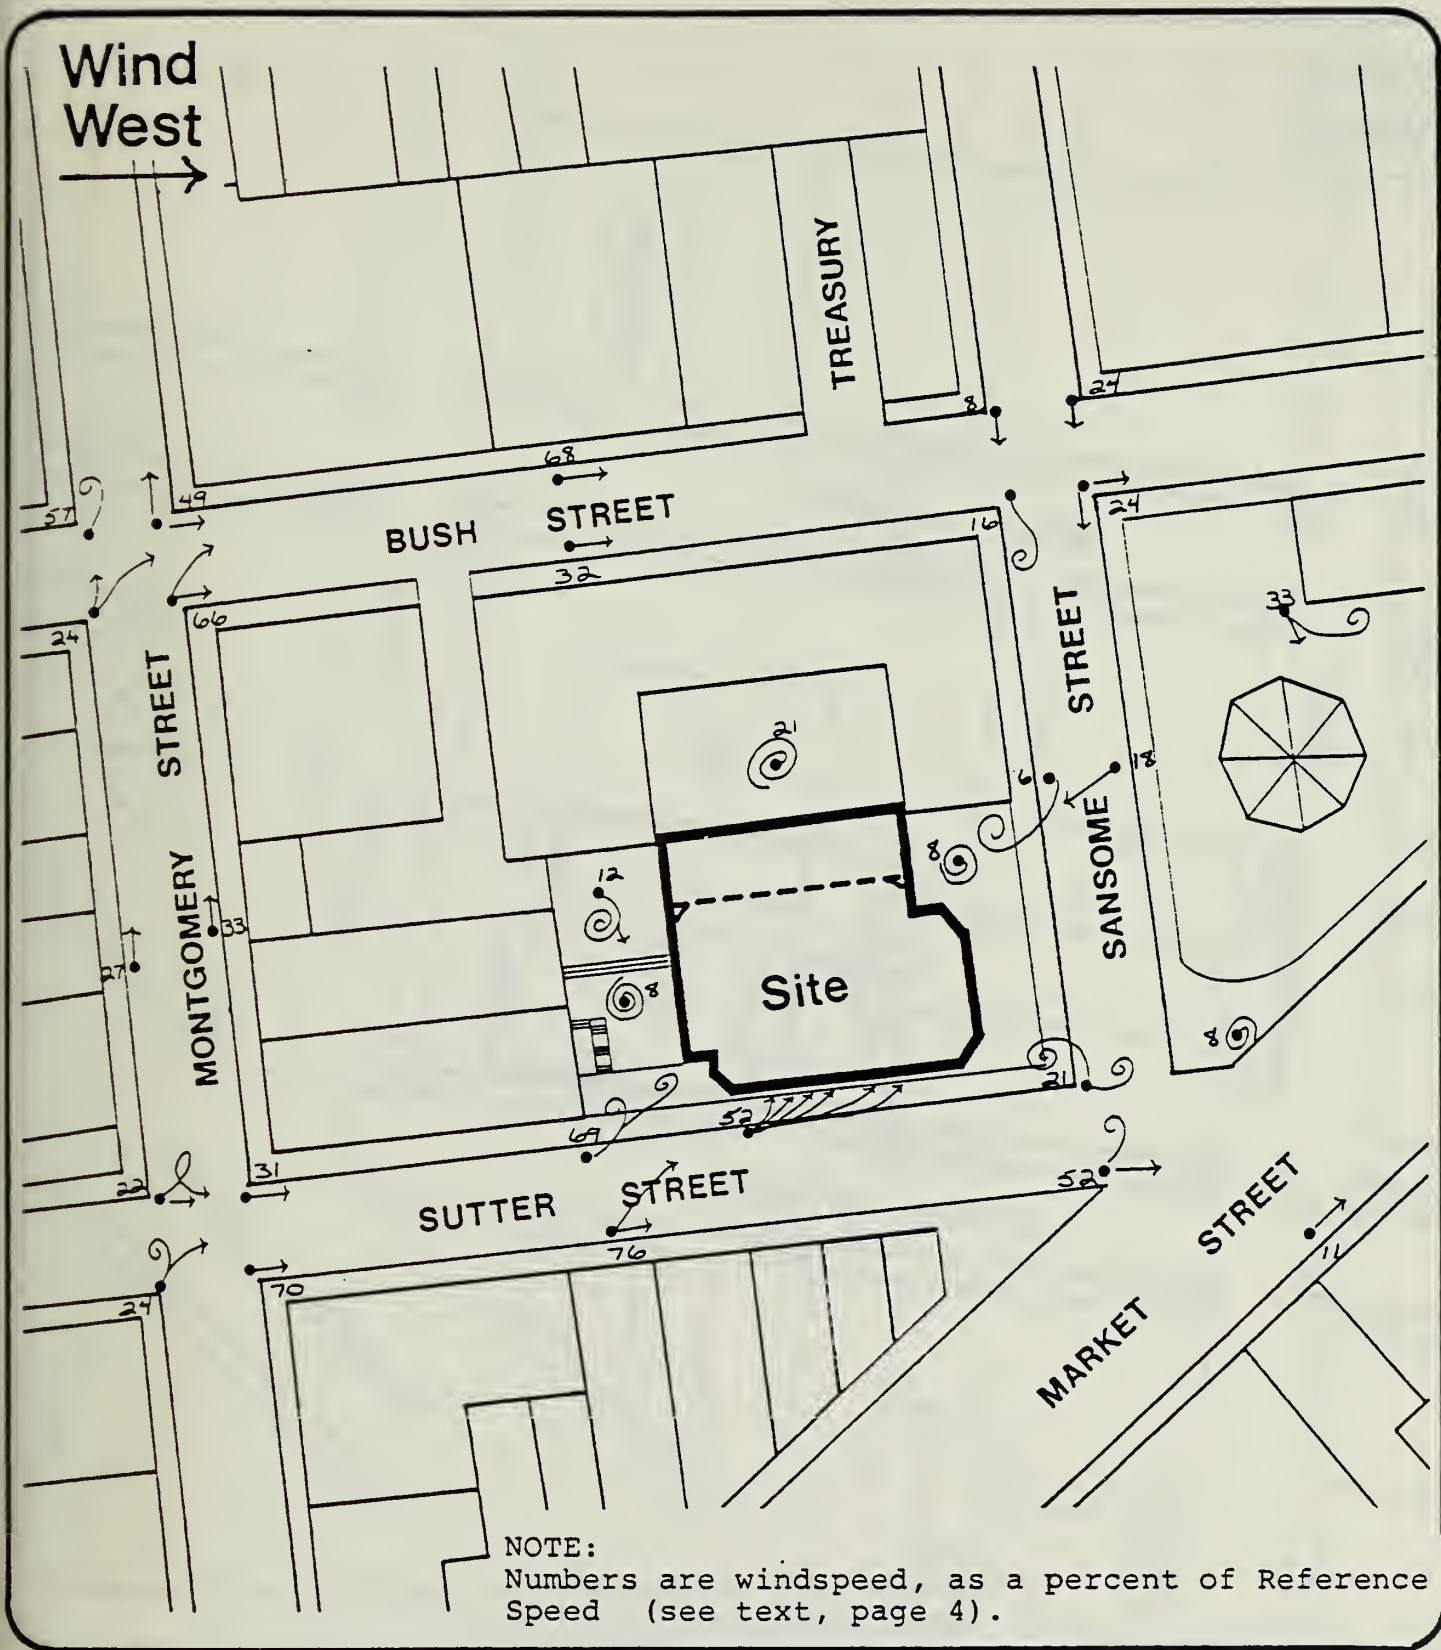 Wind
West
TREASURY
8
24
68
49
57
BUSH STREET
24
16
32
33
66
24
STREET
STREET
21
6
18
12
8
SANSOME
33
MONTGOMERY
27
Site
8
8
21
52
69
31
22
52
SUTTER STREET
STREET
76
11
70
24
MARKET
NOTE:
Numbers are windspeed, as a percent of Reference
Speed (see text, page 4).